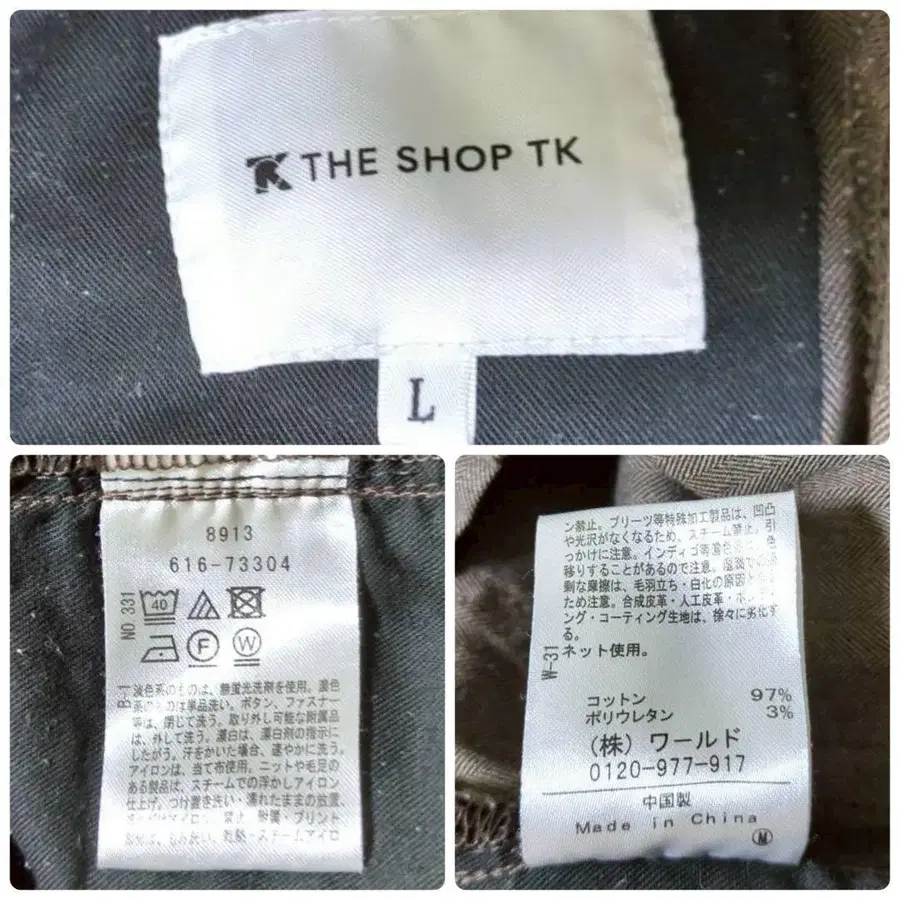 TK THE SHOP TK
L
8913
616-73304
NO.331
40
F
W
B-1
淡色系のものは、無蛍光洗剤を使用。濃色
系のものは単品洗い。ボタン、ファスナー
等は、閉じて洗う。取り外し可能な附属品
は、外して洗う。漂白は、漂白剤の指示に
したがう。汗をかいた場合、速やかに洗う。
アイロンは、当て布使用。ニットや毛足の
ある製品は、スチームでの浮かしアイロン
仕上げ。つけ置き洗い・濡れたままの放置、
禁止
ン禁止。プリーツ等特殊加工製品は、凹凸
や光沢がなくなるため、スチーム禁止。引
っかけに注意。インディゴ等濃色
移りすることがあるので注意。
剰な摩擦は、毛羽立ち・白化の原因
ため注意。合成皮革・人工皮革・
ング・コーティング生地は、徐々に劣化す
る。
W-31
ネット使用。
コットン 97%
ポリウレタン 3%
(株) ワールド
0120-977-917
中国製
Made in China
M